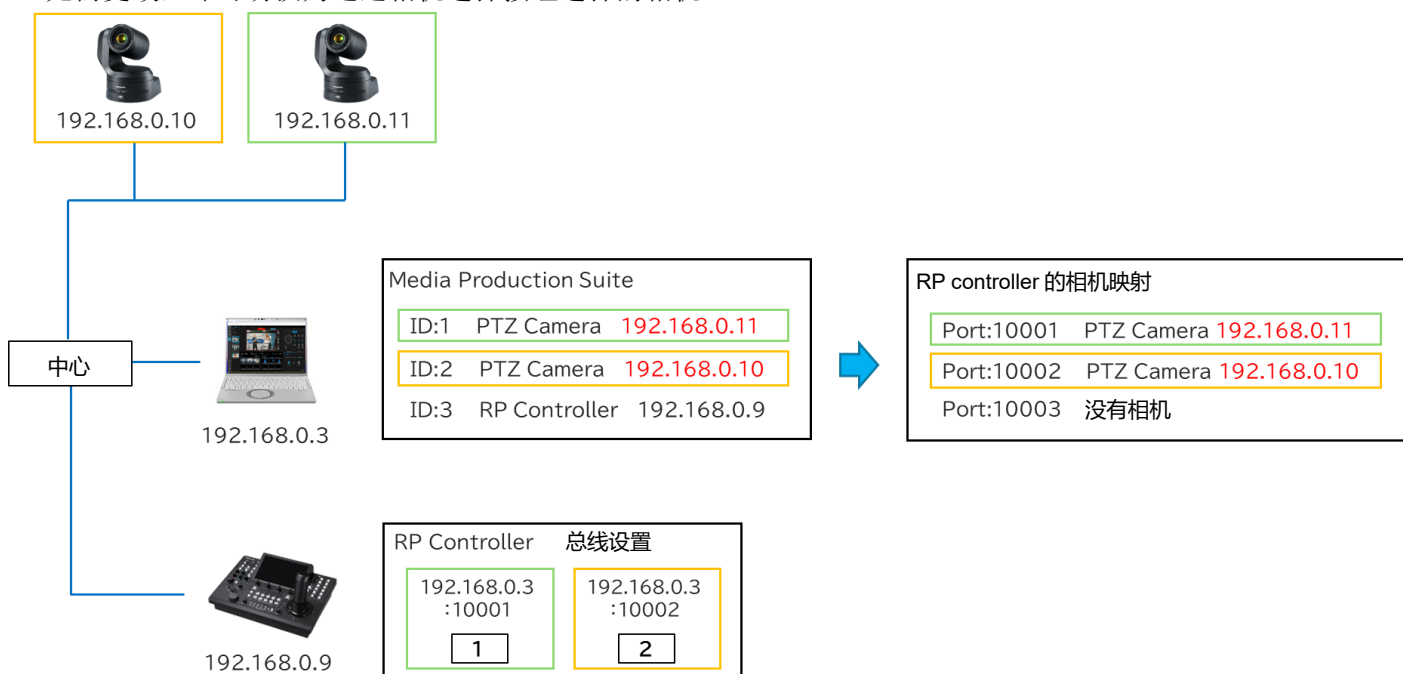 192.168.0.10
192.168.0.11
Media Production Suite
ID:1 PTZ Camera 192.168.0.11
ID:2 PTZ Camera 192.168.0.10
ID:3 RP Controller 192.168.0.9
RP controller 的相机映射
Port:10001 PTZ Camera 192.168.0.11
Port:10002 PTZ Camera 192.168.0.10
Port:10003 没有相机
中心
192.168.0.3
RP Controller 总线设置
192.168.0.3
:10001
1
192.168.0.3
:10002
2
192.168.0.9